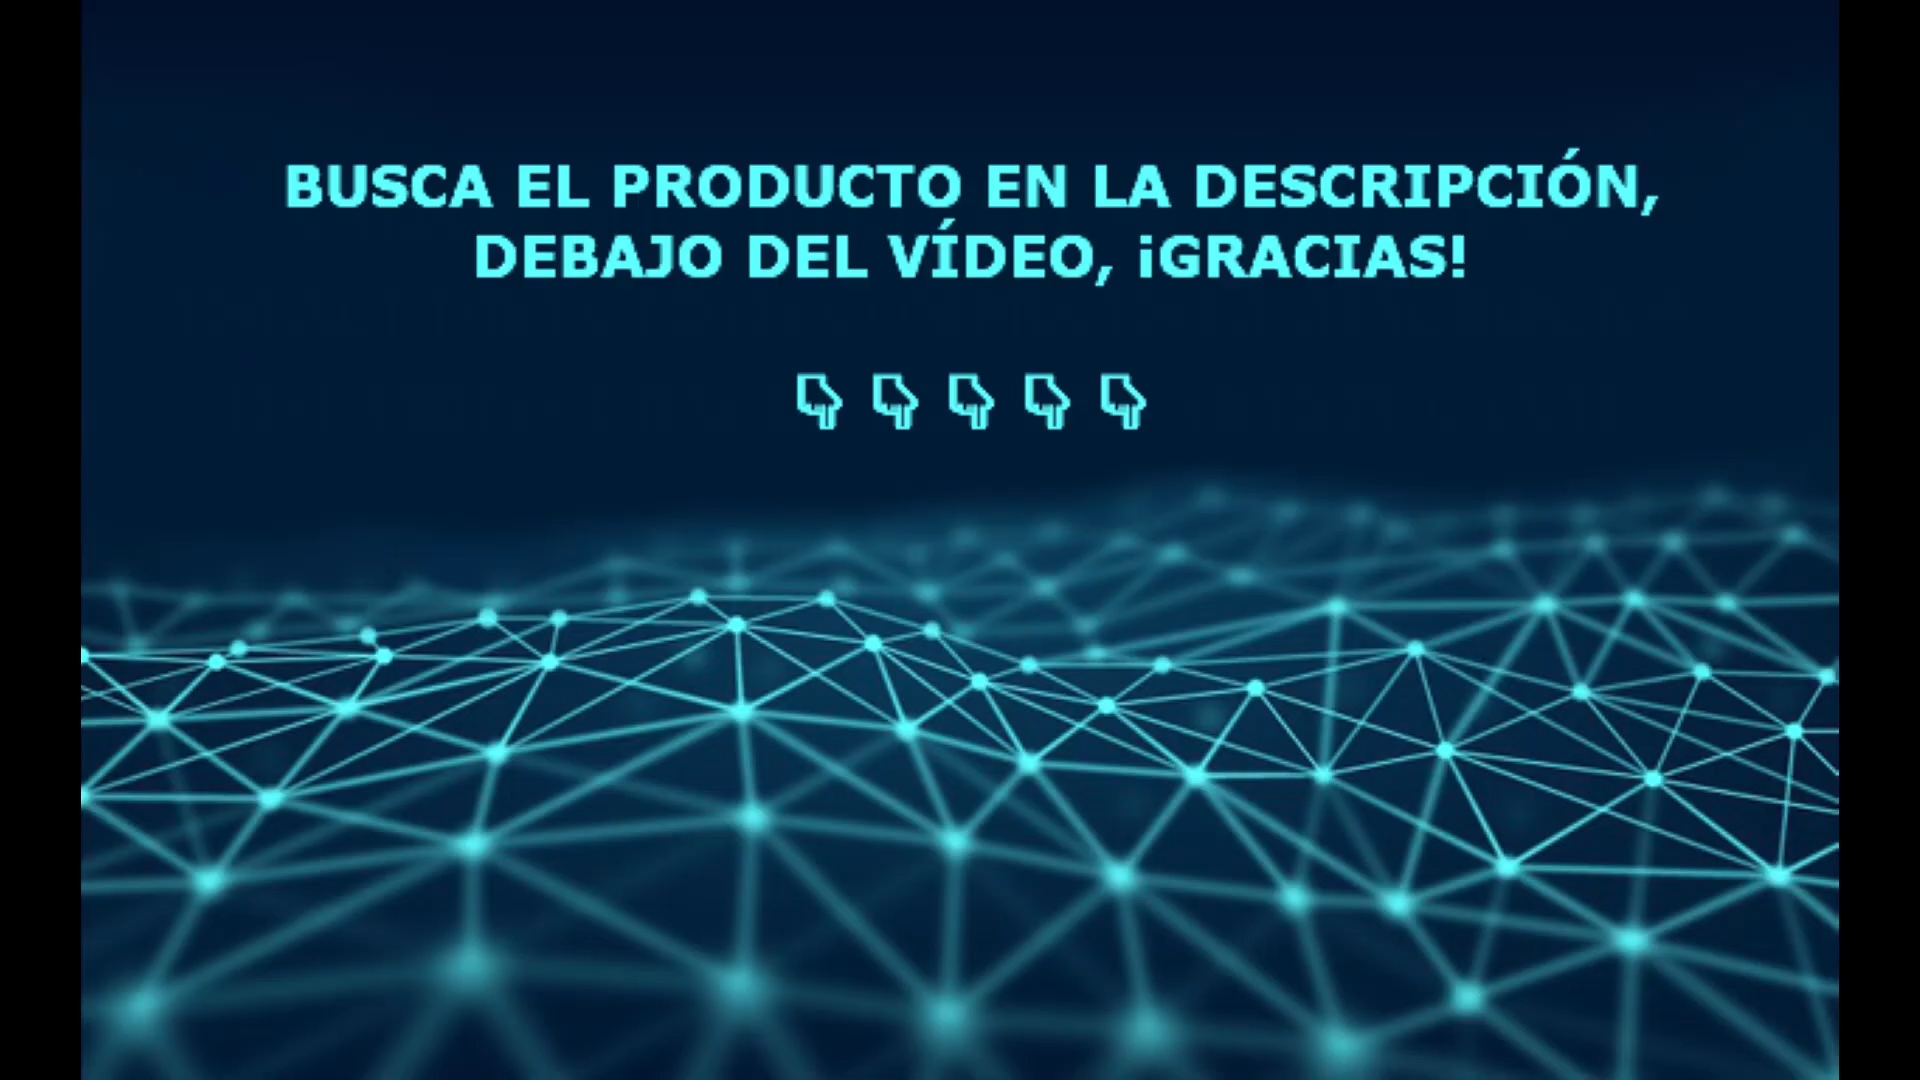 BUSCA EL PRODUCTO EN LA DESCRIPCIÓN,
DEBAJO DEL VÍDEO, ¡GRACIAS!
👇👇👇👇👇